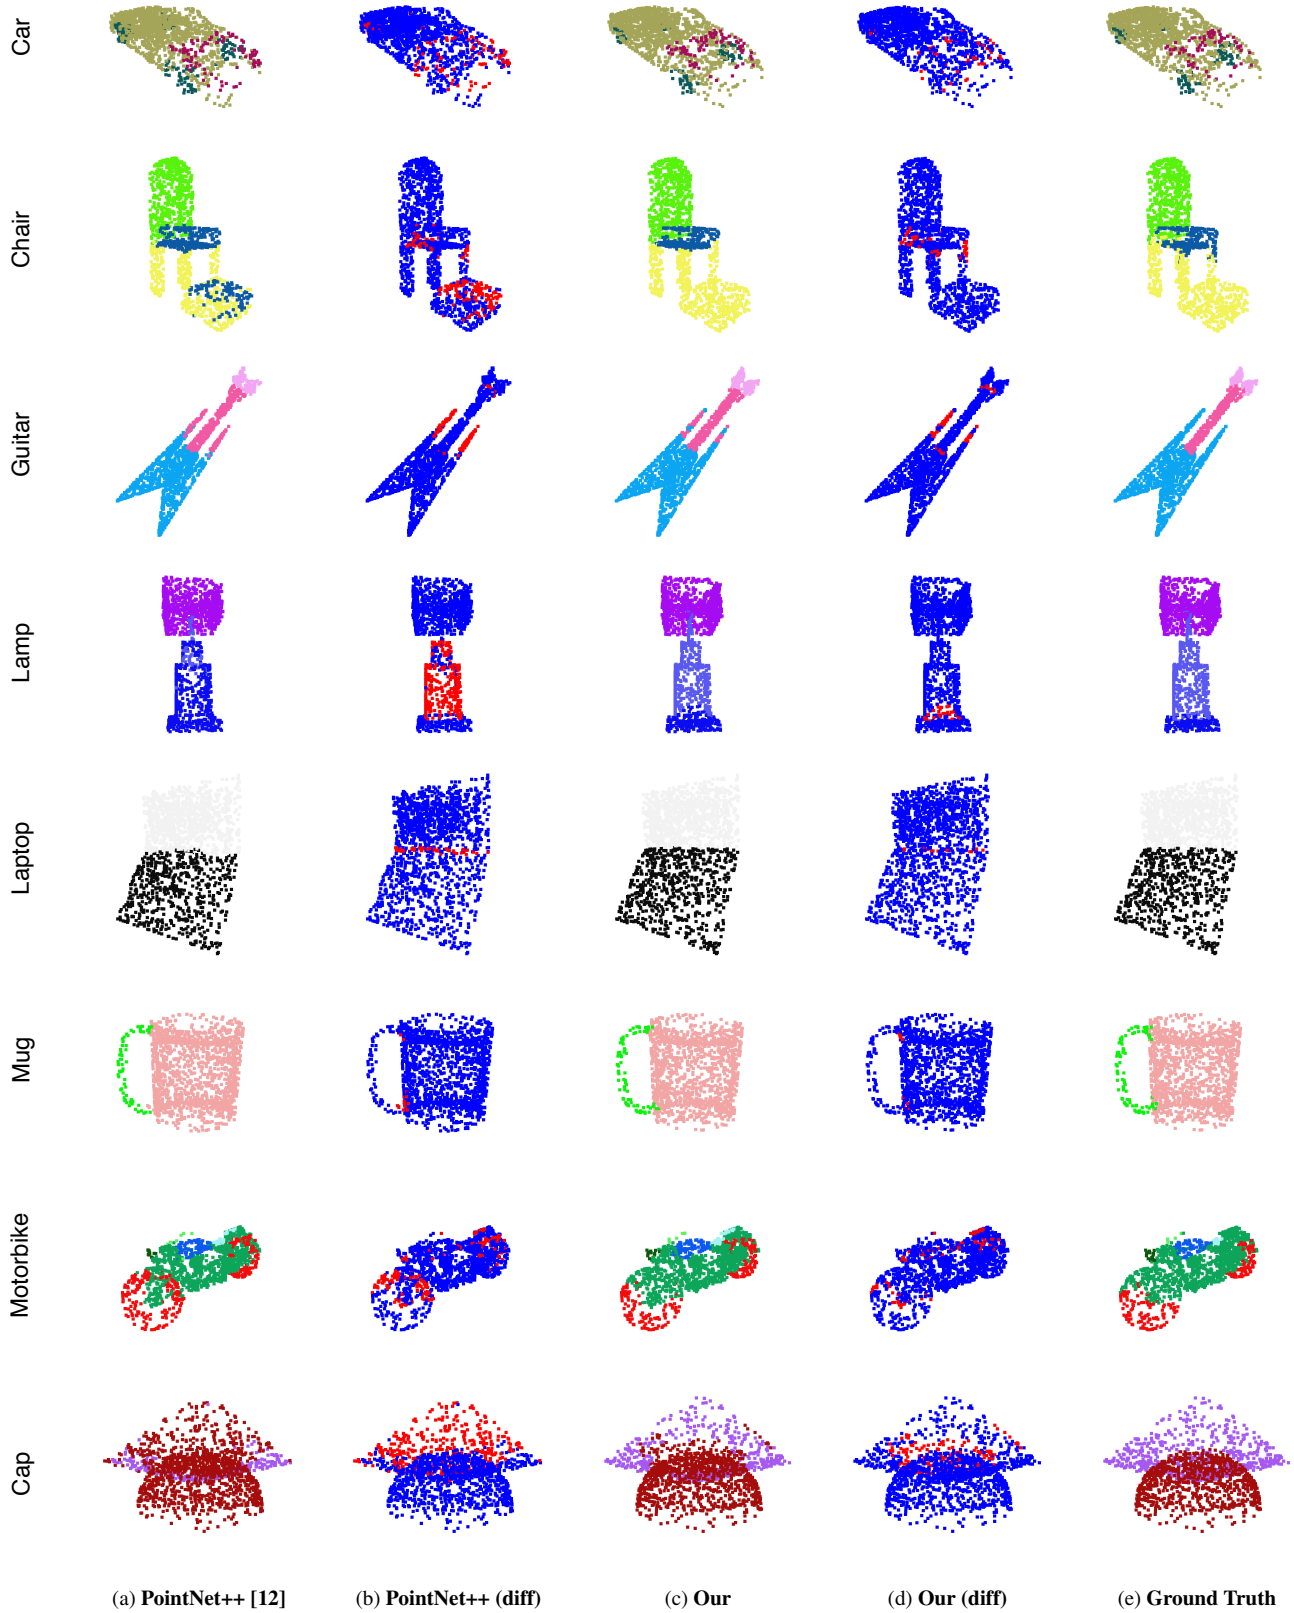 Car
Chair
Guitar
Lamp
Laptop
Mug
Motorbike
Cap
(a) PointNet++ [12]
(b) PointNet++ (diff)
(c) Our
(d) Our (diff)
(e) Ground Truth